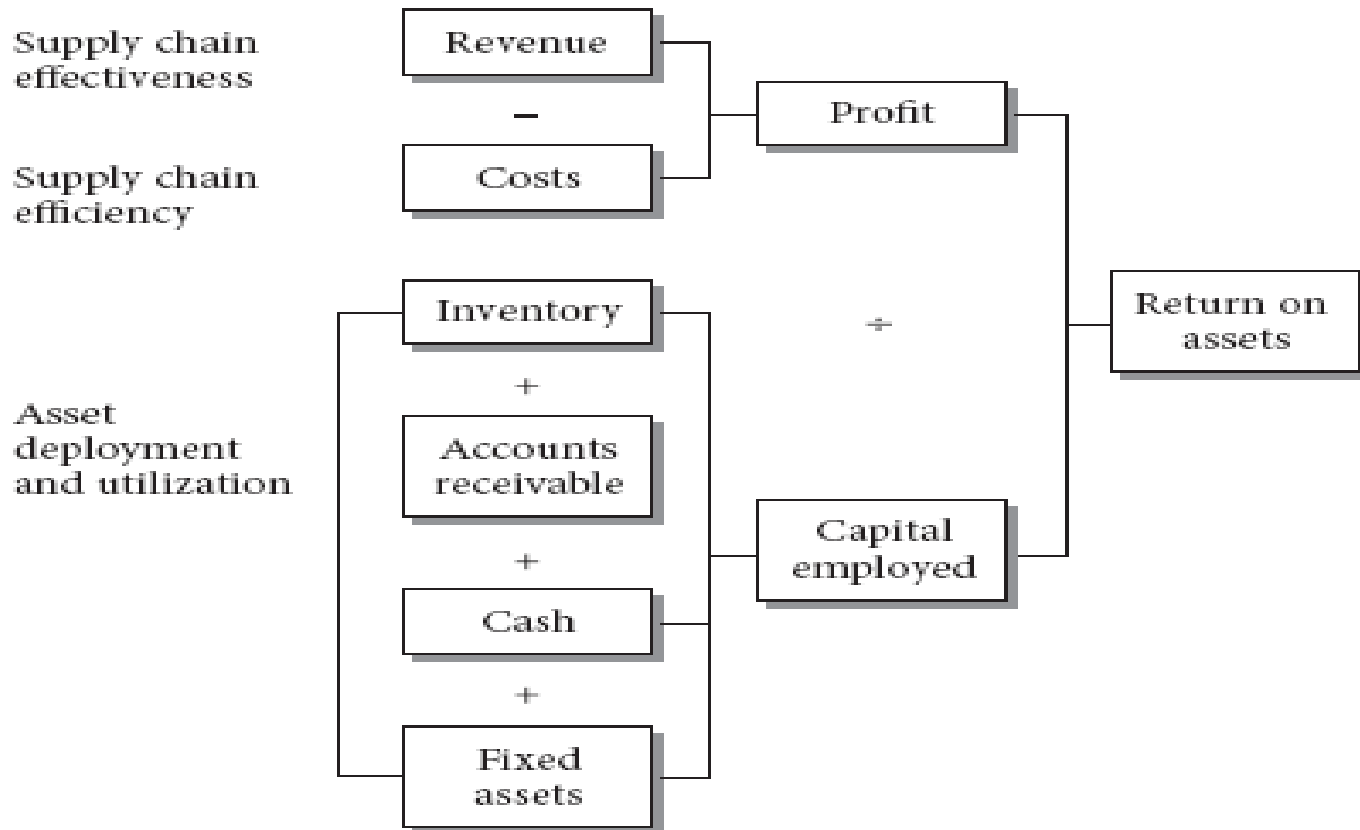 Supply chain
effectiveness
Revenue
−
Supply chain
efficiency
Costs
Profit
÷
Return on
assets
Asset
deployment
and utilization
Inventory
+
Accounts
receivable
+
Cash
+
Fixed
assets
Capital
employed